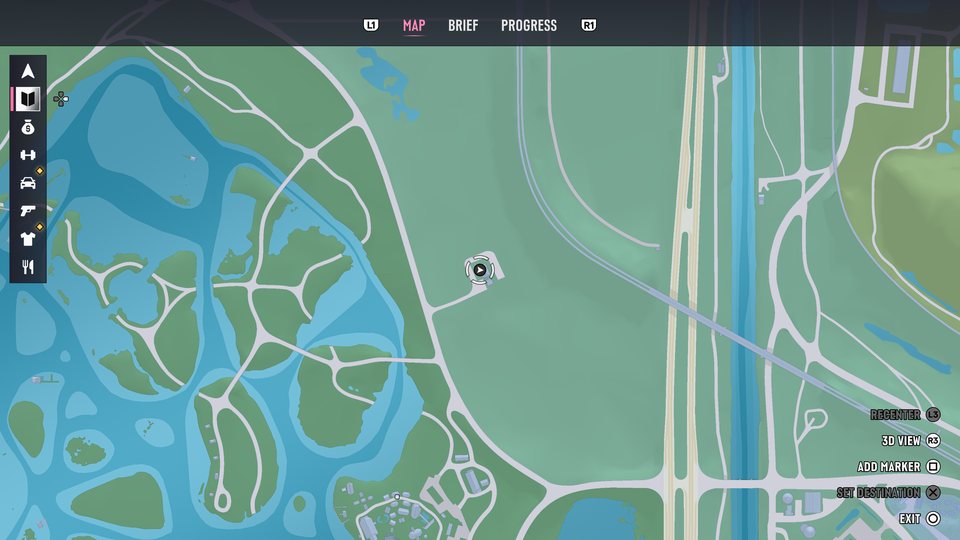 L1 MAP BRIEF PROGRESS R1
$
RECENTER L3
3D VIEW R3
ADD MARKER
SET DESTINATION
EXIT